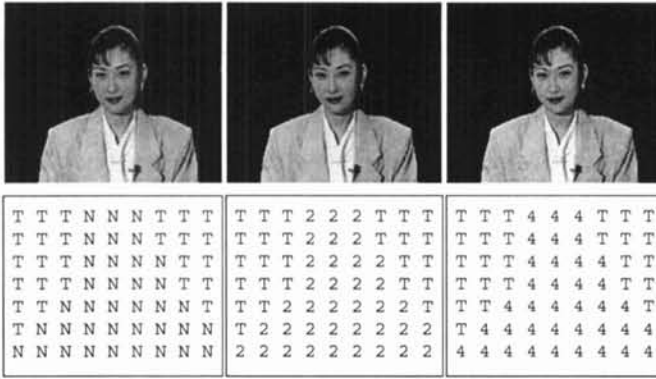 T T T N N N T T T
T T T N N N T T T
T T T N N N N T T
T T T N N N N T T
T T N N N N N N T
T N N N N N N N N
N N N N N N N N N
T T T 2 2 2 T T T
T T T 2 2 2 T T T
T T T 2 2 2 2 T T
T T T 2 2 2 2 T T
T T 2 2 2 2 2 2 T
T 2 2 2 2 2 2 2 2
2 2 2 2 2 2 2 2 2
T T T 4 4 4 T T T
T T T 4 4 4 T T T
T T T 4 4 4 4 T T
T T T 4 4 4 4 T T
T T 4 4 4 4 4 4 T
T 4 4 4 4 4 4 4 4
4 4 4 4 4 4 4 4 4